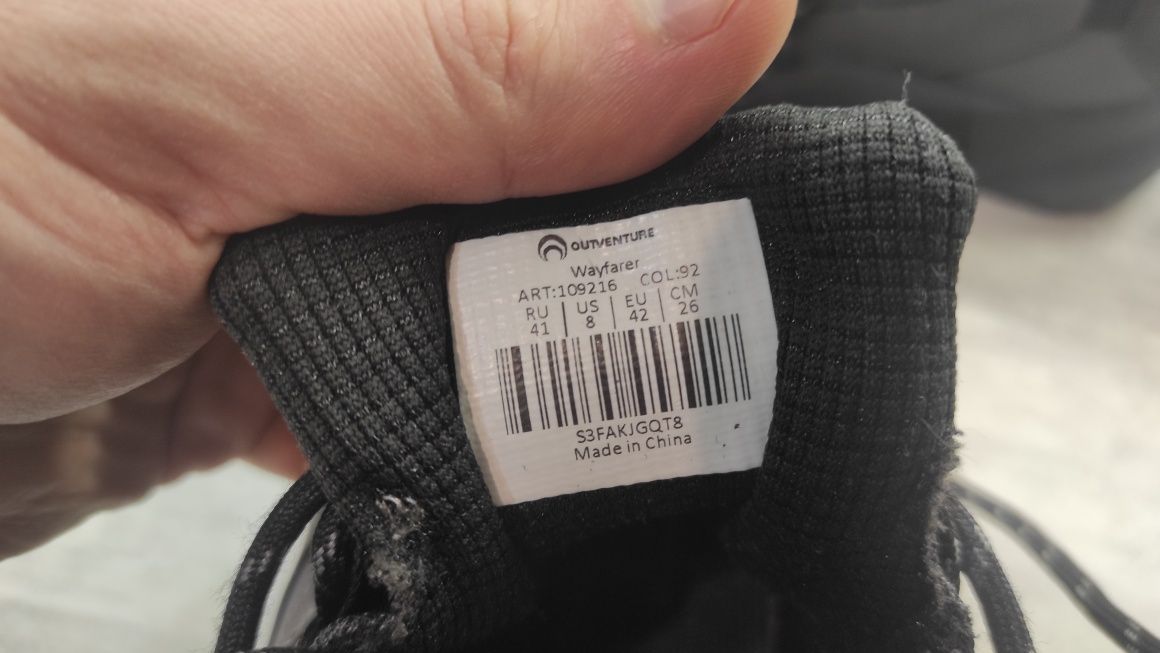 OUTVENTURE
Wayfarer
ART:109216 COL:92
RU US EU CM
41 8 42 26
S3FAKJGQT8
Made in China